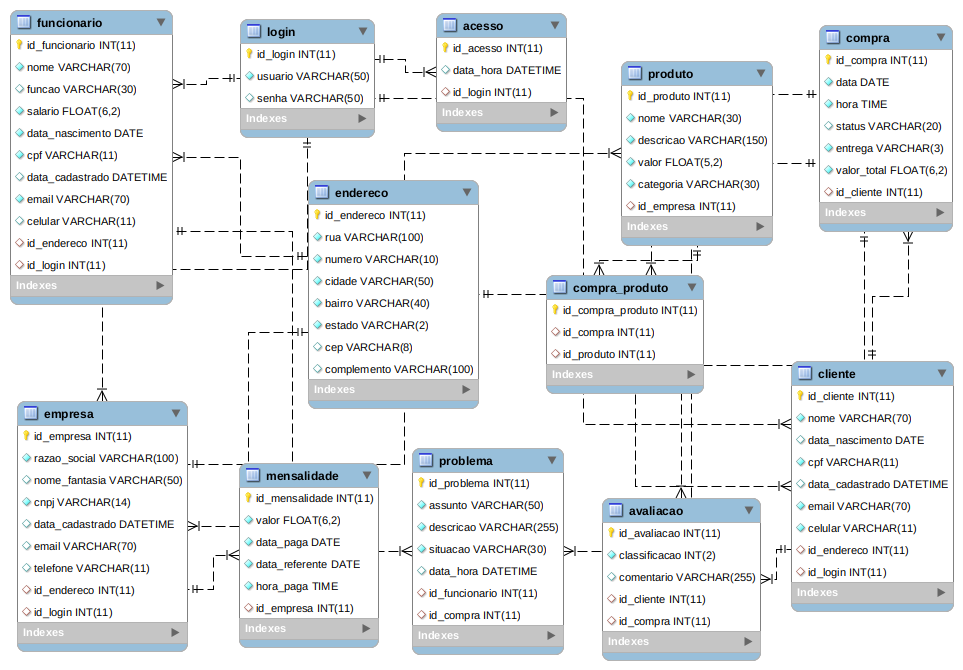 funcionario
id_funcionario INT(11)
nome VARCHAR(70)
funcao VARCHAR(30)
salario FLOAT(6,2)
data_nascimento DATE
cpf VARCHAR(11)
data_cadastrado DATETIME
email VARCHAR(70)
celular VARCHAR(11)
id_endereco INT(11)
id_login INT(11)
Indexes
login
id_login INT(11)
usuario VARCHAR(50)
senha VARCHAR(50)
Indexes
acesso
id_acesso INT(11)
data_hora DATETIME
id_login INT(11)
Indexes
produto
id_produto INT(11)
nome VARCHAR(30)
descricao VARCHAR(150)
valor FLOAT(5,2)
categoria VARCHAR(30)
id_empresa INT(11)
Indexes
compra
id_compra INT(11)
data DATE
hora TIME
status VARCHAR(20)
entrega VARCHAR(3)
valor_total FLOAT(6,2)
id_cliente INT(11)
Indexes
endereco
id_endereco INT(11)
rua VARCHAR(100)
numero VARCHAR(10)
cidade VARCHAR(50)
bairro VARCHAR(40)
estado VARCHAR(2)
cep VARCHAR(8)
complemento VARCHAR(100)
Indexes
compra_produto
id_compra_produto INT(11)
id_compra INT(11)
id_produto INT(11)
Indexes
empresa
id_empresa INT(11)
razao_social VARCHAR(100)
nome_fantasia VARCHAR(50)
cnpj VARCHAR(14)
data_cadastrado DATETIME
email VARCHAR(70)
telefone VARCHAR(11)
id_endereco INT(11)
id_login INT(11)
Indexes
mensalidade
id_mensalidade INT(11)
valor FLOAT(6,2)
data_paga DATE
data_referente DATE
hora_paga TIME
id_empresa INT(11)
Indexes
problema
id_problema INT(11)
assunto VARCHAR(50)
descricao VARCHAR(255)
situacao VARCHAR(30)
data_hora DATETIME
id_funcionario INT(11)
id_compra INT(11)
Indexes
avaliacao
id_avaliacao INT(11)
classificacao INT(2)
comentario VARCHAR(255)
id_cliente INT(11)
id_compra INT(11)
Indexes
cliente
id_cliente INT(11)
nome VARCHAR(70)
data_nascimento DATE
cpf VARCHAR(11)
data_cadastrado DATETIME
email VARCHAR(70)
celular VARCHAR(11)
id_endereco INT(11)
id_login INT(11)
Indexes